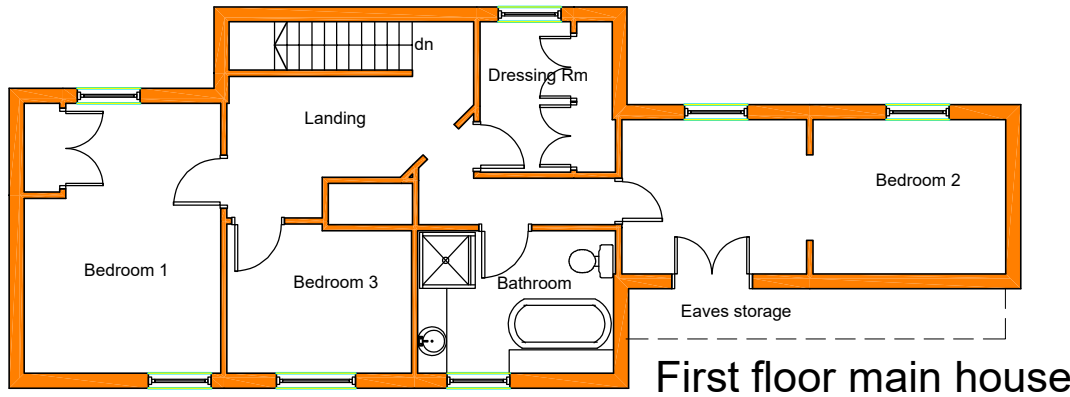 dn
Dressing Rm
Landing
Bedroom 2
Bedroom 1
Bedroom 3
Bathroom
Eaves storage
First floor main house